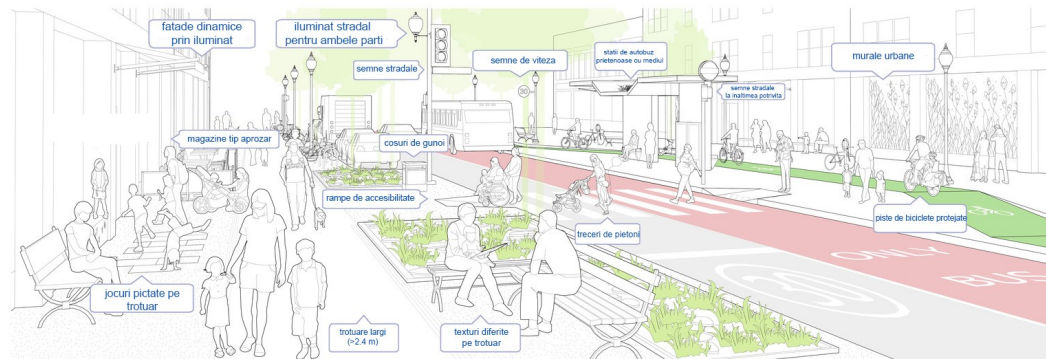 fatade dinamice
prin iluminat
iluminat stradal
pentru ambele parti
semne stradale
semne de viteza
statii de autobuz
prietenoase cu mediul
semne stradale
la inaltimea potrivita
murale urbane
30
magazine tip aprozar
cosuri de gunoi
rampe de accesibilitate
treceri de pietoni
piste de biciclete protejate
jocuri pictate pe
trotuar
trotuare largi
(>2.4 m)
texturi diferite
pe trotuar
ONLY
BUS
30